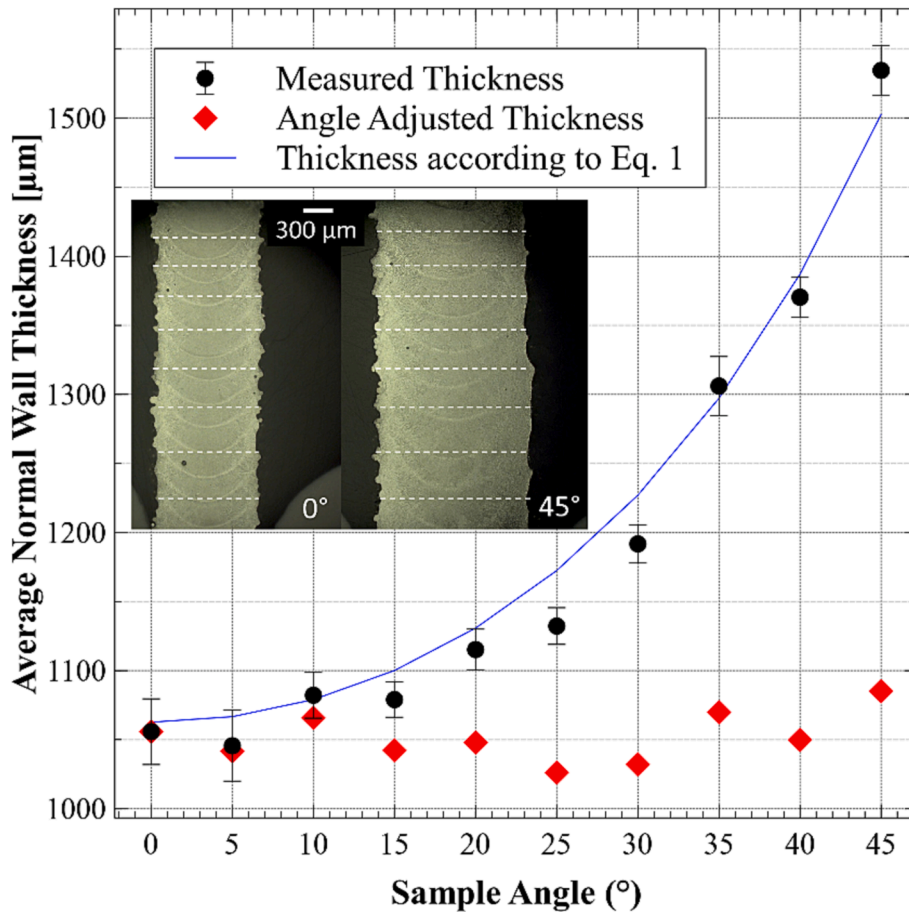 Measured Thickness
Angle Adjusted Thickness
Thickness according to Eq. 1
300 µm
0°
45°
Average Normal Wall Thickness [µm]
1500
1400
1300
1200
1100
1000
0 5 10 15 20 25 30 35 40 45
Sample Angle (°)